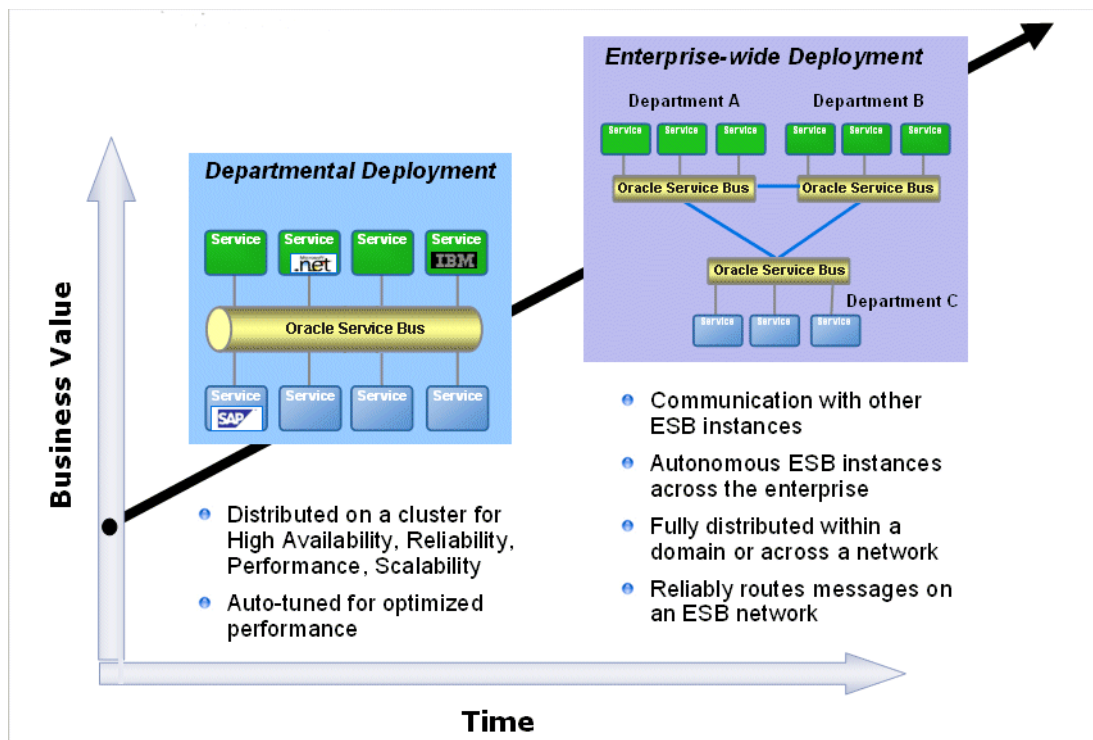 Enterprise-wide Deployment
Department A
Department B
Service
Service
Service
Service
Service
Service
Oracle Service Bus
Oracle Service Bus
Oracle Service Bus
Department C
Service
Service
Service
Departmental Deployment
Service
Service
Service
Service
Microsoft
.net
IBM
Oracle Service Bus
Service
Service
Service
Service
SAP
Communication with other
ESB instances
Autonomous ESB instances
across the enterprise
Fully distributed within a
domain or across a network
Reliably routes messages on
an ESB network
Distributed on a cluster for
High Availability, Reliability,
Performance, Scalability
Auto-tuned for optimized
performance
Business Value
Time